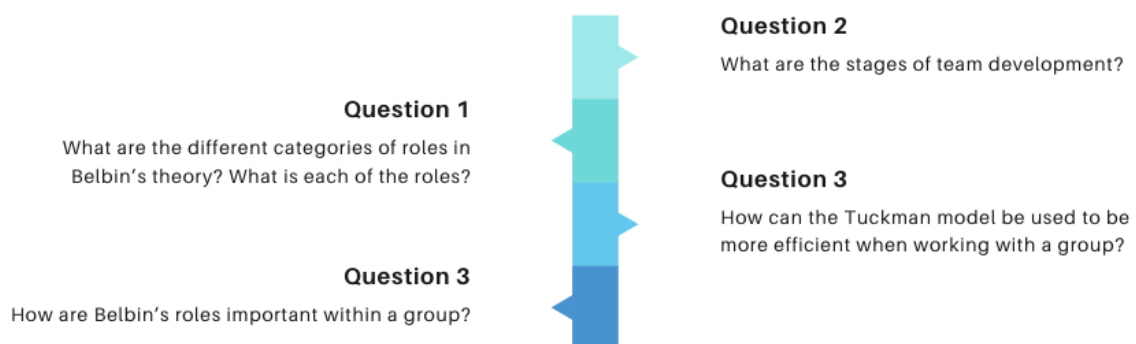 Question 2
What are the stages of team development?
Question 1
What are the different categories of roles in
Belbin’s theory? What is each of the roles?
Question 3
How can the Tuckman model be used to be
more efficient when working with a group?
Question 3
How are Belbin’s roles important within a group?